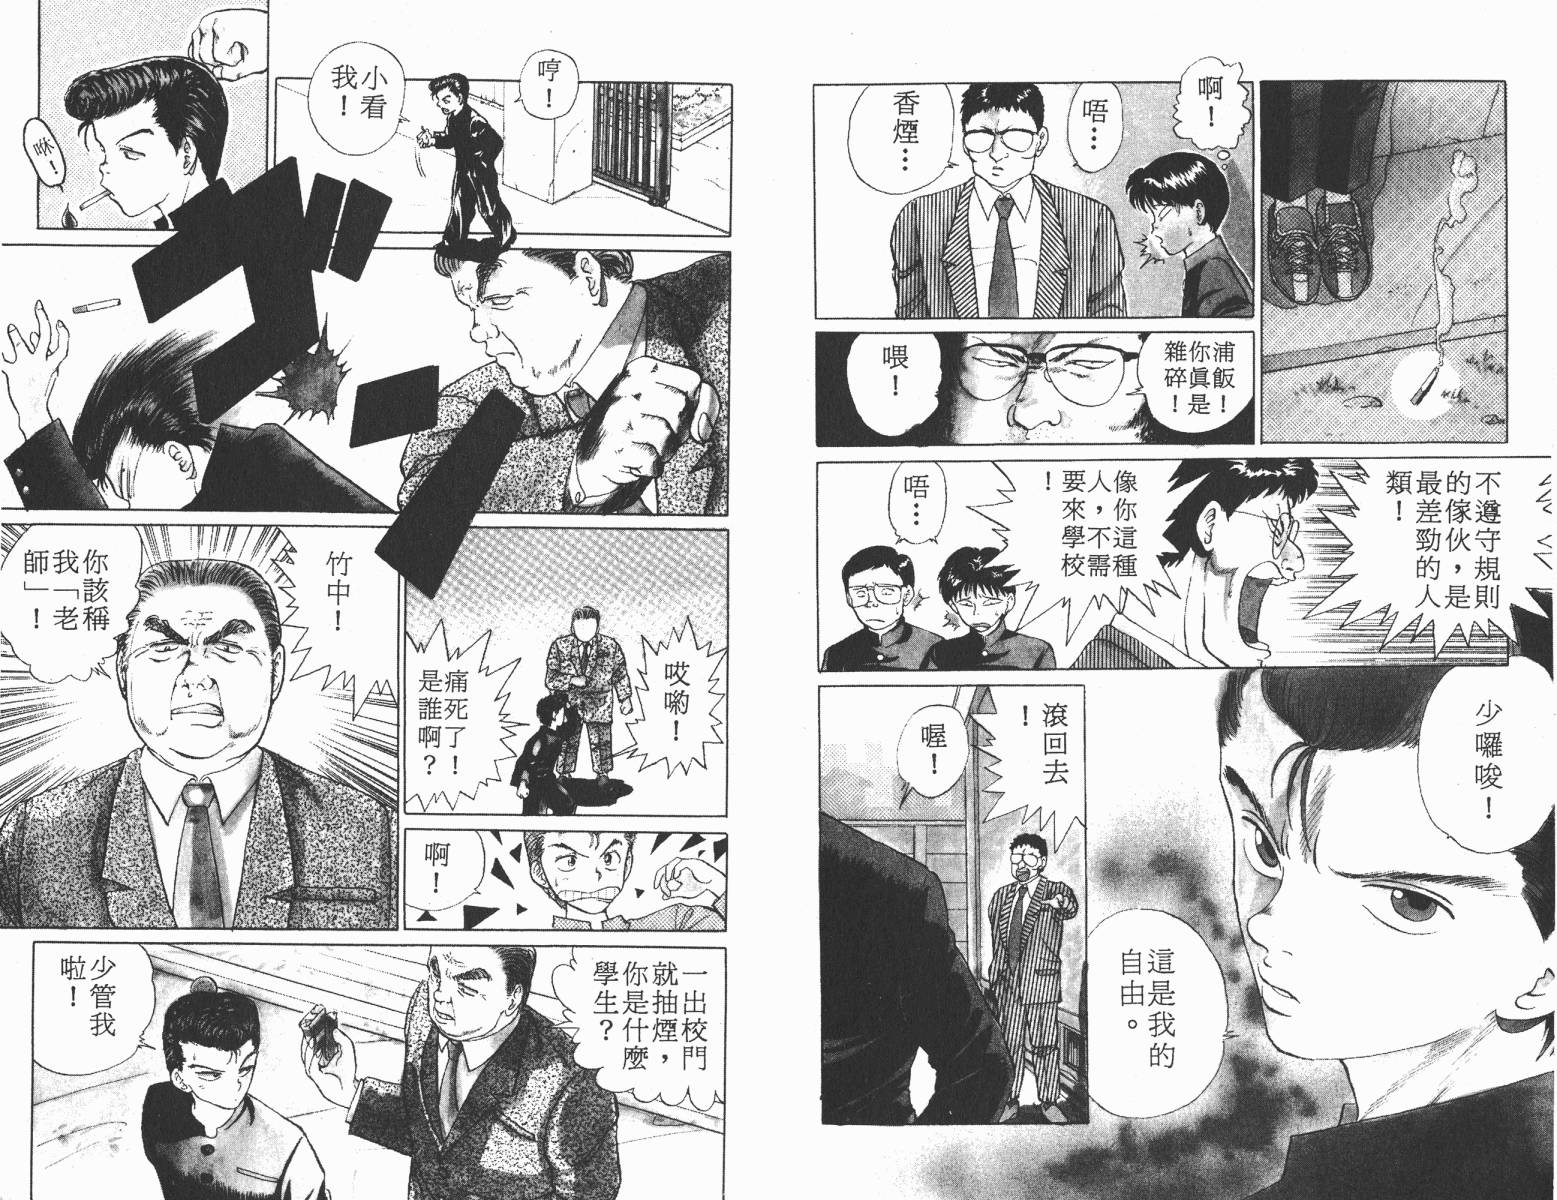 啊！
唔…
香煙…
浦飯！
你眞是
雜碎！
喂！
不遵守規則
的傢伙，是
最差勁的人
類！
像你這種
人，不需
要來學校
！
唔…
少囉唆！
這是我的
自由。
滾回去
！
喔！
哼！
小看
我！
咻！
哎喲！
痛死了！
是誰啊？
竹中！
你該稱
我「老
師」！
啊！
一出校門
就抽煙，
你是什麼
學生？
少管我
啦！